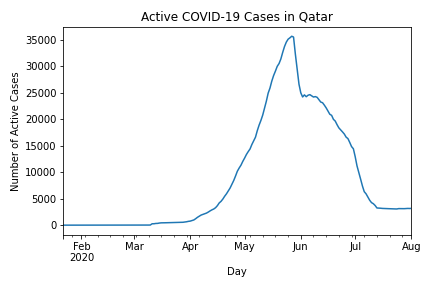 Active COVID-19 Cases in Qatar
Number of Active Cases
35000
30000
25000
20000
15000
10000
5000
0
Feb Mar Apr May Jun Jul Aug
2020
Day